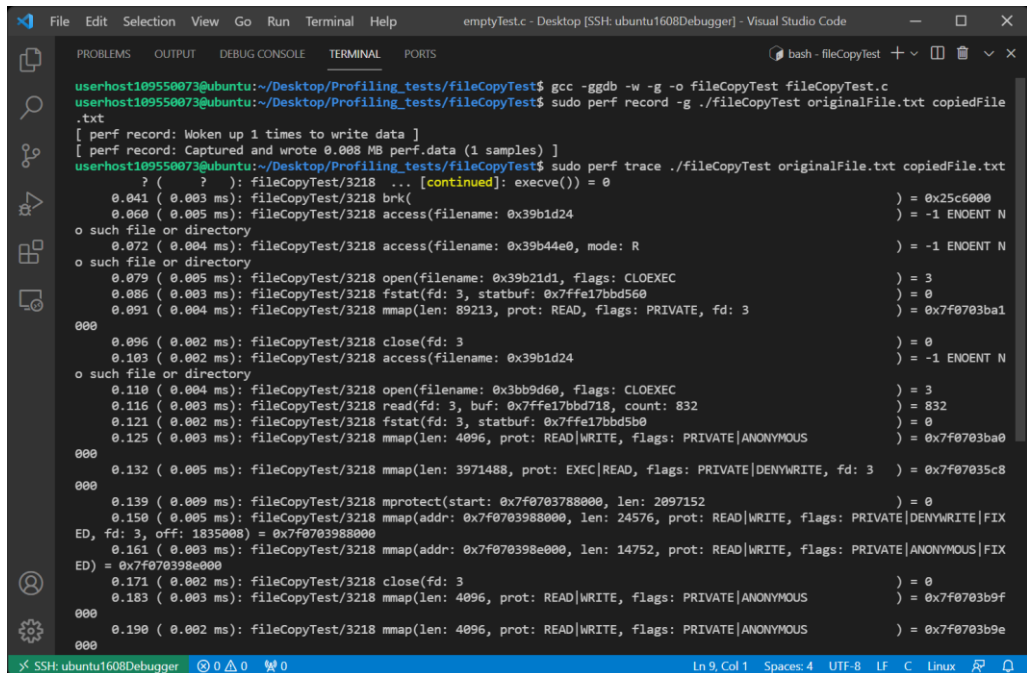 File Edit Selection View Go Run Terminal Help emptyTest.c - Desktop [SSH: ubuntu1608Debugger] - Visual Studio Code
PROBLEMS OUTPUT DEBUG CONSOLE TERMINAL PORTS bash - fileCopyTest
userhost109550073@ubuntu:~/Desktop/Profiling_tests/fileCopyTest$ gcc -ggdb -w -g -o fileCopyTest fileCopyTest.c
userhost109550073@ubuntu:~/Desktop/Profiling_tests/fileCopyTest$ sudo perf record -g ./fileCopyTest originalFile.txt copiedFile
.txt
[ perf record: Woken up 1 times to write data ]
[ perf record: Captured and wrote 0.008 MB perf.data (1 samples) ]
userhost109550073@ubuntu:~/Desktop/Profiling_tests/fileCopyTest$ sudo perf trace ./fileCopyTest originalFile.txt copiedFile.txt
? ( ? ): fileCopyTest/3218 ... [continued]: execve()) = 0
0.041 ( 0.003 ms): fileCopyTest/3218 brk( ) = 0x25c6000
0.060 ( 0.005 ms): fileCopyTest/3218 access(filename: 0x39b1d24 ) = -1 ENOENT N
o such file or directory
0.072 ( 0.004 ms): fileCopyTest/3218 access(filename: 0x39b44e0, mode: R ) = -1 ENOENT N
o such file or directory
0.079 ( 0.005 ms): fileCopyTest/3218 open(filename: 0x39b21d1, flags: CLOEXEC ) = 3
0.086 ( 0.003 ms): fileCopyTest/3218 fstat(fd: 3, statbuf: 0x7ffe17bbd560 ) = 0
0.091 ( 0.004 ms): fileCopyTest/3218 mmap(len: 89213, prot: READ, flags: PRIVATE, fd: 3 ) = 0x7f0703ba1
000
0.096 ( 0.002 ms): fileCopyTest/3218 close(fd: 3 ) = 0
0.103 ( 0.002 ms): fileCopyTest/3218 access(filename: 0x39b1d24 ) = -1 ENOENT N
o such file or directory
0.110 ( 0.004 ms): fileCopyTest/3218 open(filename: 0x3bb9d60, flags: CLOEXEC ) = 3
0.116 ( 0.003 ms): fileCopyTest/3218 read(fd: 3, buf: 0x7ffe17bbd718, count: 832 ) = 832
0.121 ( 0.002 ms): fileCopyTest/3218 fstat(fd: 3, statbuf: 0x7ffe17bbd5b0 ) = 0
0.125 ( 0.003 ms): fileCopyTest/3218 mmap(len: 4096, prot: READ|WRITE, flags: PRIVATE|ANONYMOUS ) = 0x7f0703ba0
000
0.132 ( 0.005 ms): fileCopyTest/3218 mmap(len: 3971488, prot: EXEC|READ, flags: PRIVATE|DENYWRITE, fd: 3 ) = 0x7f07035c8
000
0.139 ( 0.009 ms): fileCopyTest/3218 mprotect(start: 0x7f0703788000, len: 2097152 ) = 0
0.150 ( 0.005 ms): fileCopyTest/3218 mmap(addr: 0x7f0703988000, len: 24576, prot: READ|WRITE, flags: PRIVATE|DENYWRITE|FIX
ED, fd: 3, off: 1835008) = 0x7f0703988000
0.161 ( 0.003 ms): fileCopyTest/3218 mmap(addr: 0x7f070398e000, len: 14752, prot: READ|WRITE, flags: PRIVATE|ANONYMOUS|FIX
ED) = 0x7f070398e000
0.171 ( 0.002 ms): fileCopyTest/3218 close(fd: 3 ) = 0
0.183 ( 0.003 ms): fileCopyTest/3218 mmap(len: 4096, prot: READ|WRITE, flags: PRIVATE|ANONYMOUS ) = 0x7f0703b9f
000
0.190 ( 0.002 ms): fileCopyTest/3218 mmap(len: 4096, prot: READ|WRITE, flags: PRIVATE|ANONYMOUS ) = 0x7f0703b9e
000
SSH: ubuntu1608Debugger 0 0 0 Ln 9, Col 1 Spaces: 4 UTF-8 LF C Linux